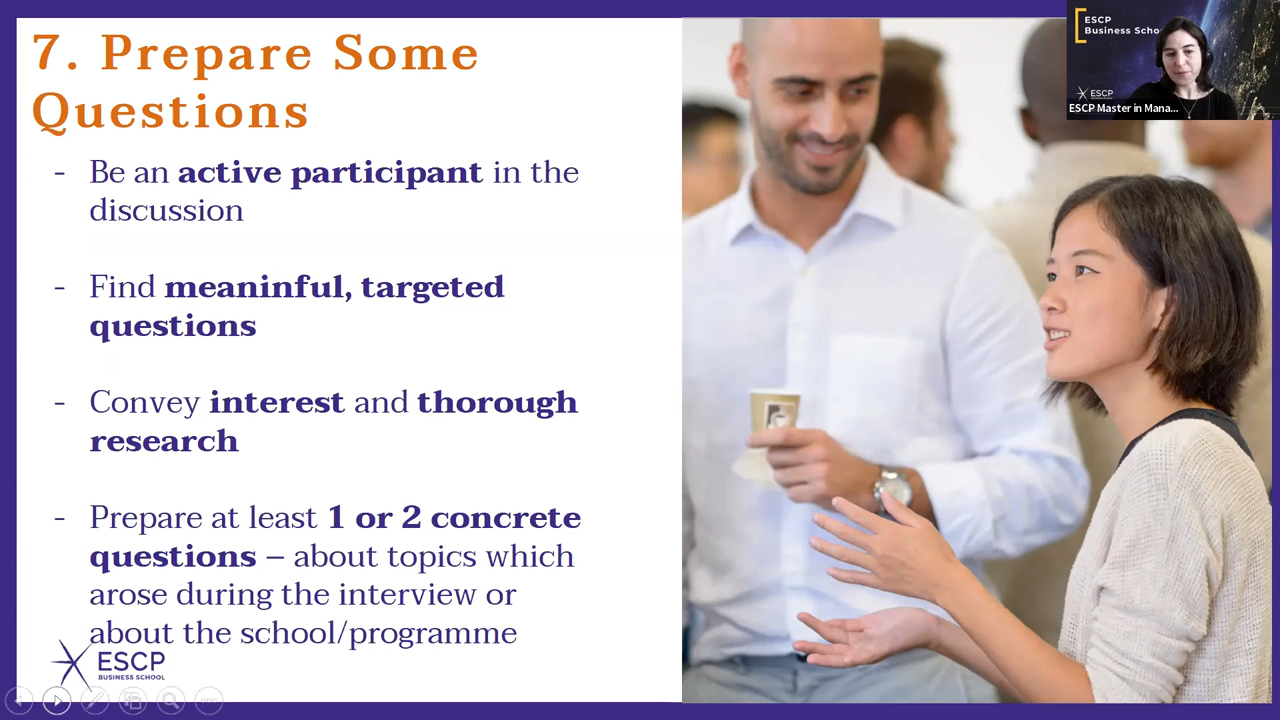 7. Prepare Some
Questions
- Be an active participant in the
discussion
- Find meaninful, targeted
questions
- Convey interest and thorough
research
- Prepare at least 1 or 2 concrete
questions – about topics which
arose during the interview or
about the school/programme
ESCP
BUSINESS SCHOOL
ESCP
Business Scho
ESCP
ESCP Master in Mana...